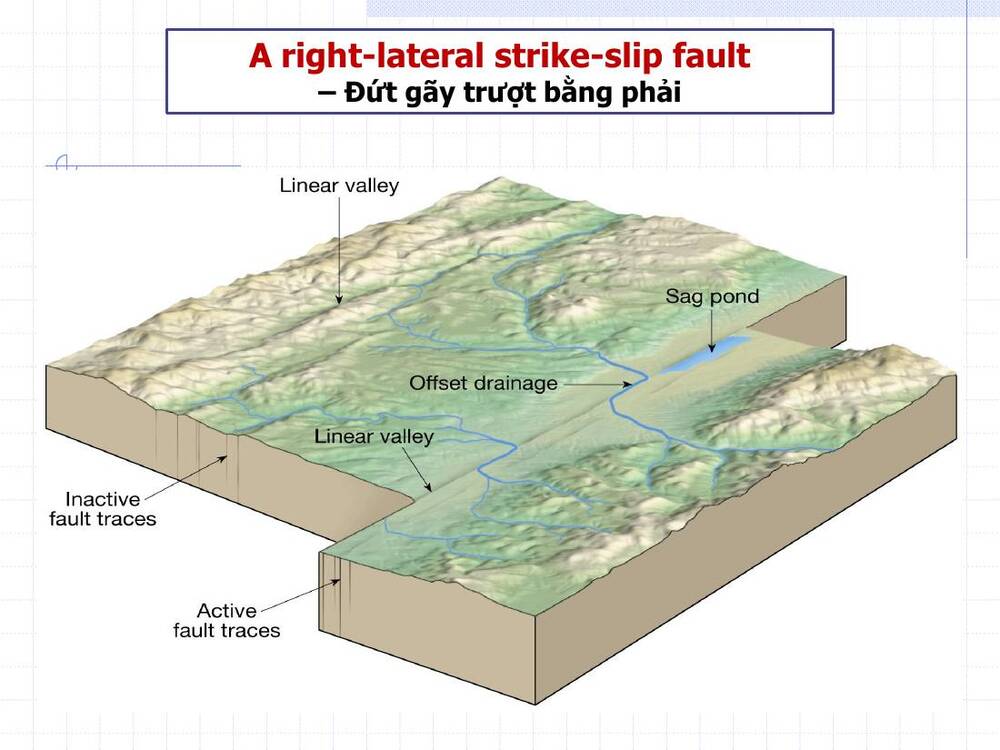 A right-lateral strike-slip fault
– Đứt gãy trượt bằng phải
Linear valley
Sag pond
Offset drainage
Linear valley
Inactive
fault traces
Active
fault traces